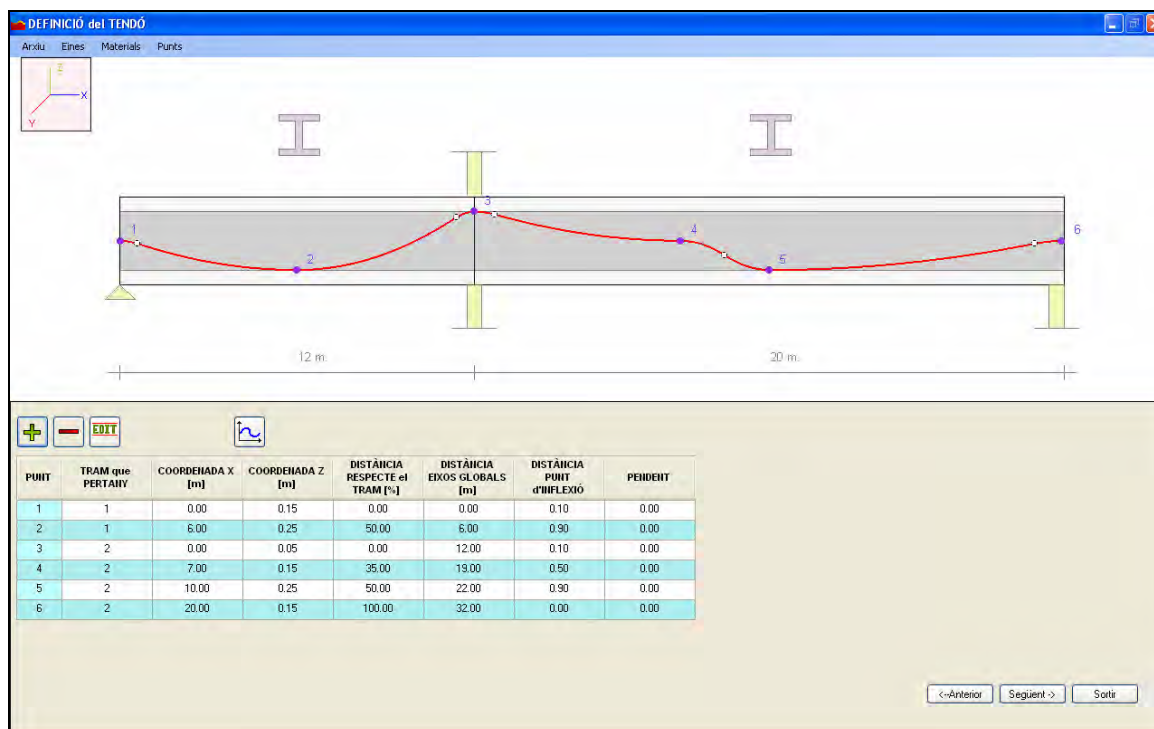 DEFINICIÓ del TENDÓ
Arxiu Eines Materials Punts
Z
X
Y
1
2
3
4
5
6
12 m.
20 m.
EDIT
PUNT TRAM que PERTANY COORDENADA X [m] COORDENADA Z [m] DISTÀNCIA RESPECTE el TRAM [%] DISTÀNCIA EIXOS GLOBALS [m] DISTÀNCIA PUNT d'INFLEXIÓ PENDENT
1 1 0.00 0.15 0.00 0.00 0.10 0.00
2 1 6.00 0.25 50.00 6.00 0.90 0.00
3 2 0.00 0.05 0.00 12.00 0.10 0.00
4 2 7.00 0.15 35.00 19.00 0.50 0.00
5 2 10.00 0.25 50.00 22.00 0.90 0.00
6 2 20.00 0.15 100.00 32.00 0.00 0.00
<-Anterior Següent -> Sortir